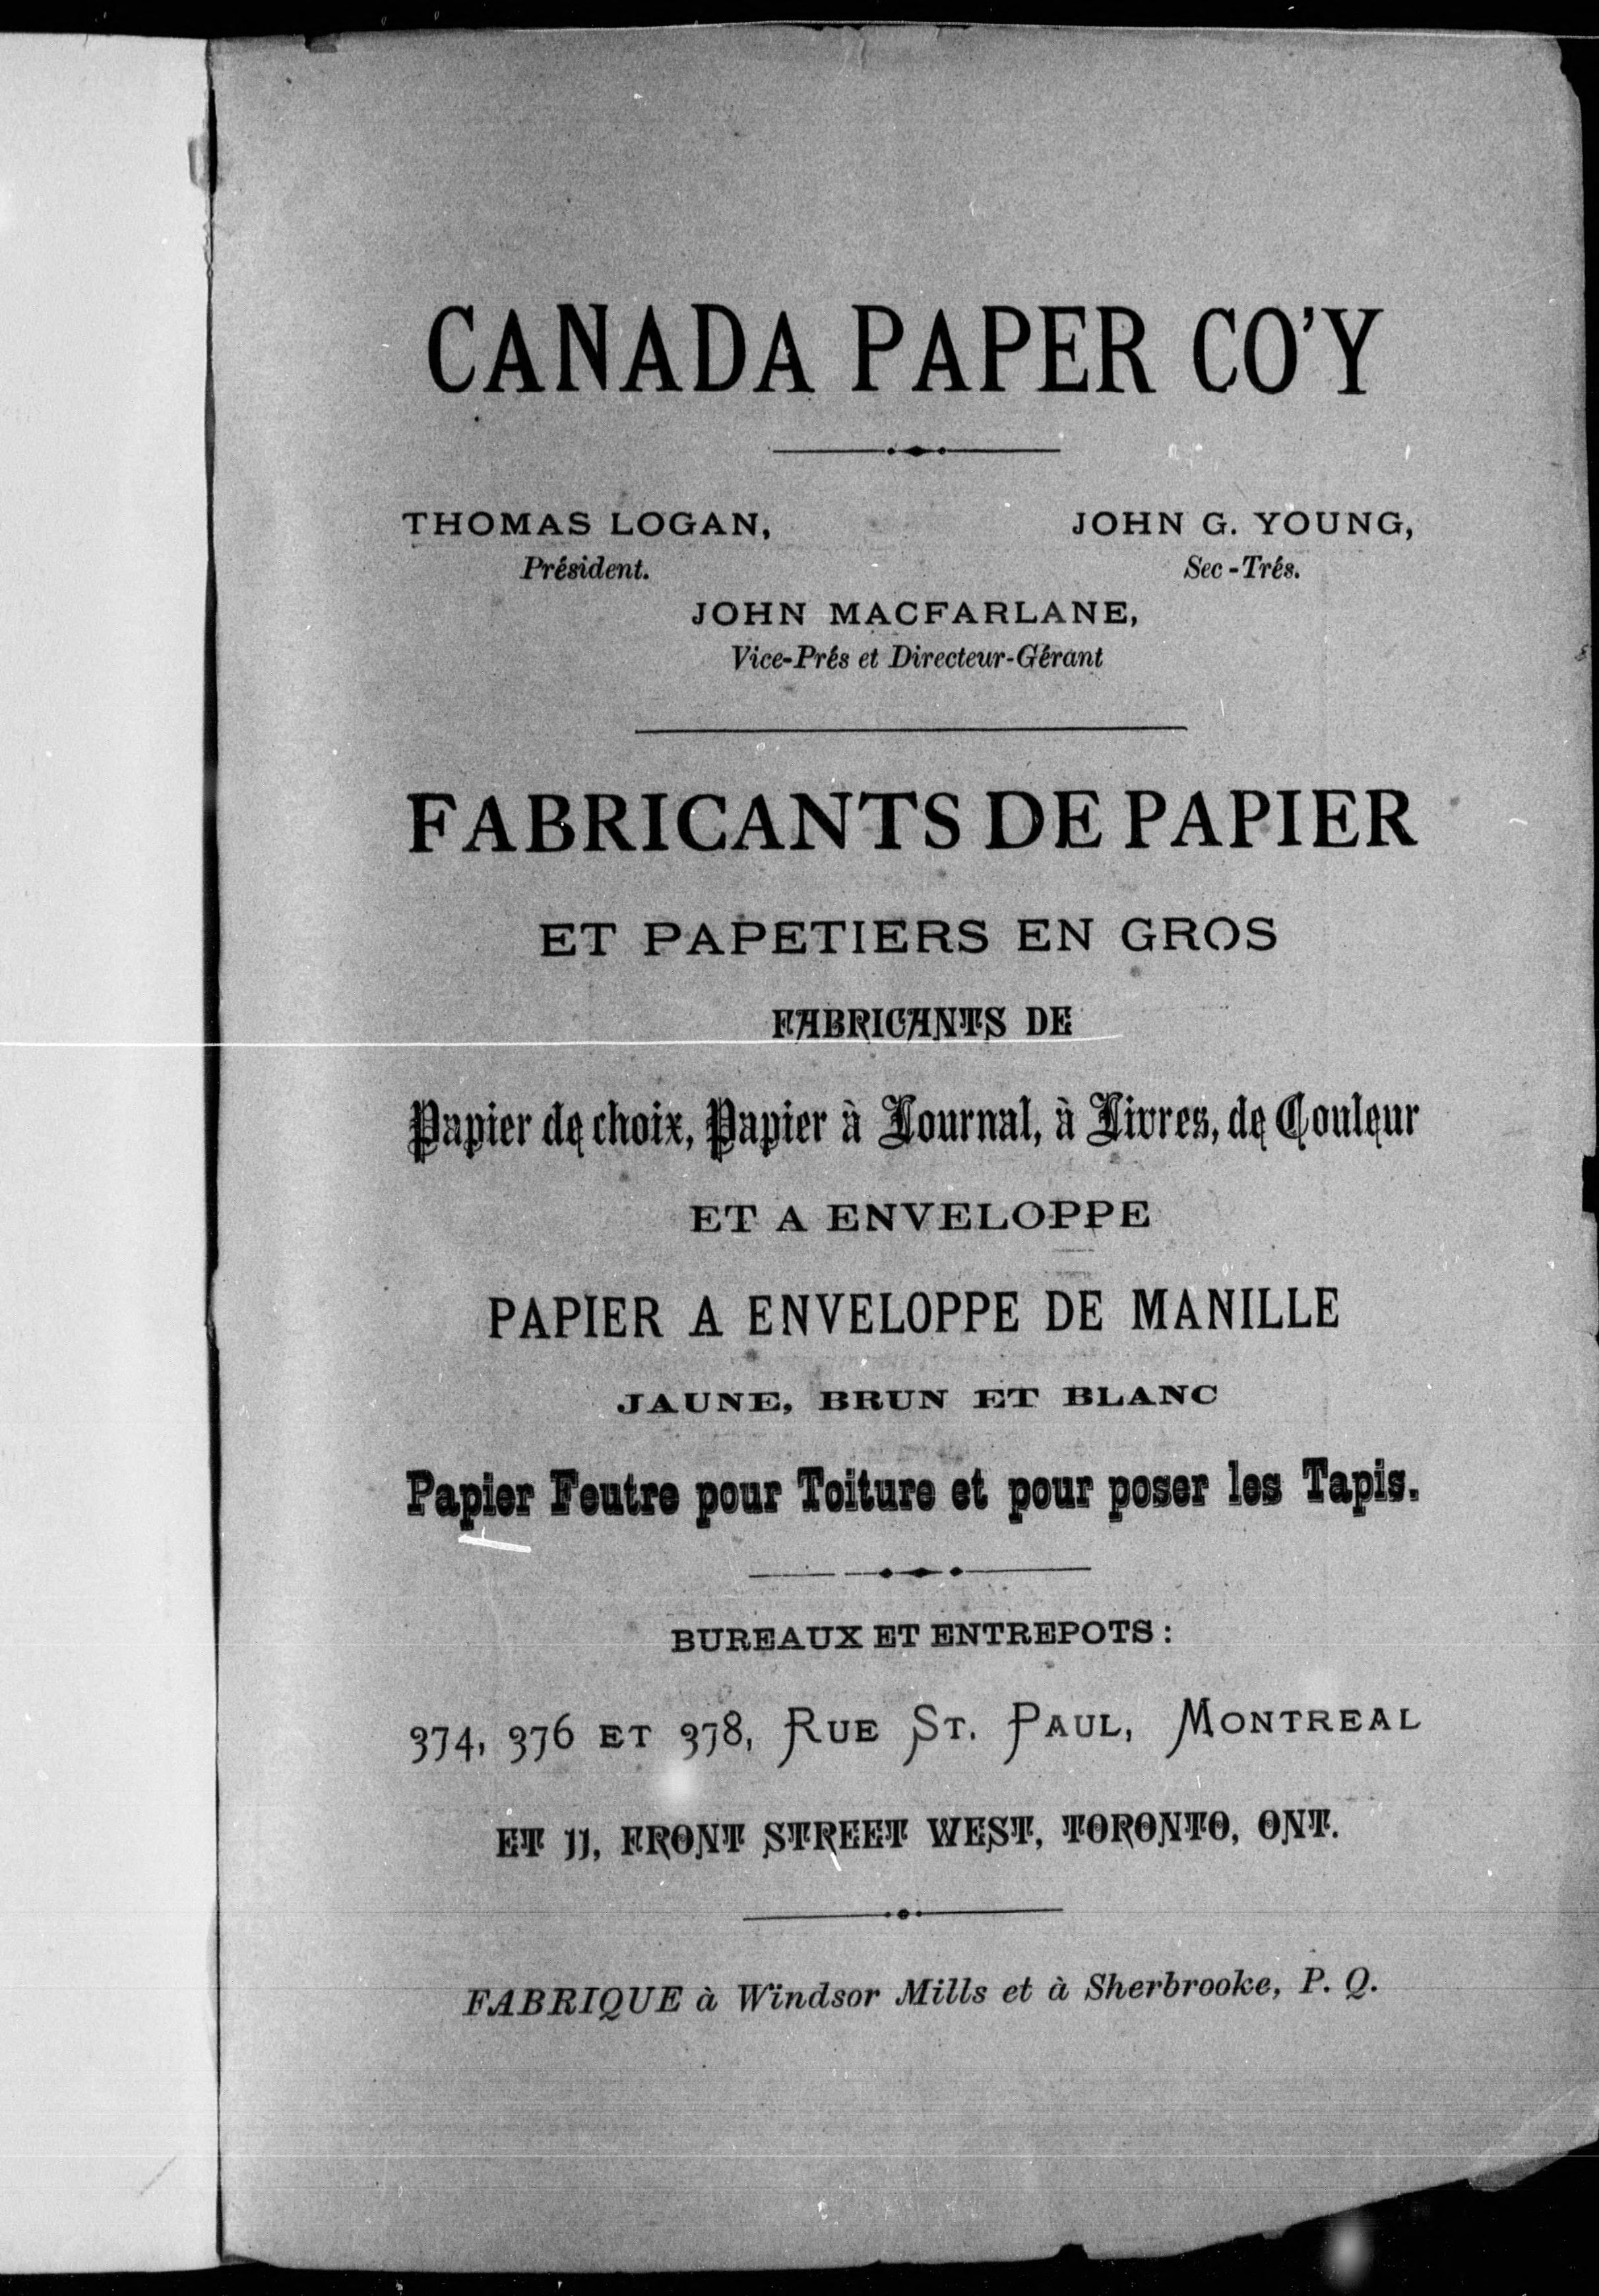 CANADA PAPER CO'Y
THOMAS LOGAN,
Président.
JOHN G. YOUNG,
Sec-Trés.
JOHN MACFARLANE,
Vice-Prés et Directeur-Gérant
FABRICANTS DE PAPIER
ET PAPETIERS EN GROS
FABRICANTS DE
Papier de choix, Papier à Journal, à Livres, de Couleur
ET A ENVELOPPE
PAPIER A ENVELOPPE DE MANILLE
JAUNE, BRUN ET BLANC
Papier Feutre pour Toiture et pour poser les Tapis.
BUREAUX ET ENTREPOTS:
374, 376 ET 378, RUE ST. PAUL, MONTREAL
ET 11, FRONT STREET WEST, TORONTO, ONT.
FABRIQUE à Windsor Mills et à Sherbrooke, P. Q.